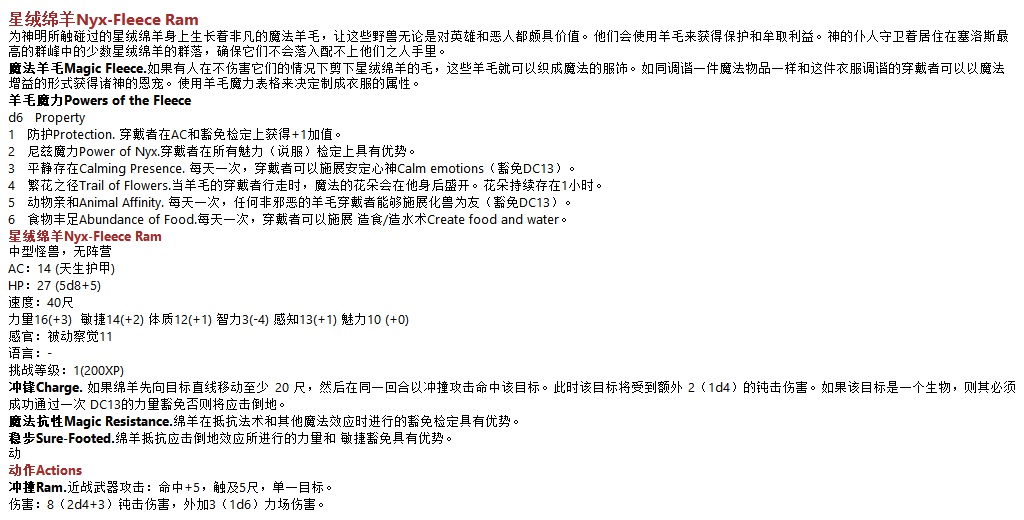 星绒绵羊Nyx-Fleece Ram
为神明所触碰过的星绒绵羊身上生长着非凡的魔法羊毛，让这些野兽无论是对英雄和恶人都颇具价值。他们会使用羊毛来获得保护和牟取利益。神的仆人守卫着居住在塞洛斯最
高的群峰中的少数星绒绵羊的群落，确保它们不会落入配不上他们之人手里。
魔法羊毛Magic Fleece.如果有人在不伤害它们的情况下剪下星绒绵羊的毛，这些羊毛就可以织成魔法的服饰。如同调谐一件魔法物品一样和这件衣服调谐的穿戴者可以以魔法
增益的形式获得诸神的恩宠。使用羊毛魔力表格来决定制成衣服的属性。
羊毛魔力Powers of the Fleece
d6 Property
1 防护Protection. 穿戴者在AC和豁免检定上获得+1加值。
2 尼兹魔力Power of Nyx.穿戴者在所有魅力（说服）检定上具有优势。
3 平静存在Calming Presence. 每天一次，穿戴者可以施展安定心神Calm emotions（豁免DC13）。
4 繁花之径Trail of Flowers.当羊毛的穿戴者行走时，魔法的花朵会在他身后盛开。花朵持续存在1小时。
5 动物亲和Animal Affinity. 每天一次，任何非邪恶的羊毛穿戴者能够施展化兽为友（豁免DC13）。
6 食物丰足Abundance of Food.每天一次，穿戴者可以施展 造食/造水术Create food and water。
星绒绵羊Nyx-Fleece Ram
中型怪兽，无阵营
AC：14 (天生护甲)
HP：27 (5d8+5)
速度：40尺
力量16(+3) 敏捷14(+2) 体质12(+1) 智力3(-4) 感知13(+1) 魅力10 (+0)
感官：被动察觉11
语言：-
挑战等级：1(200XP)
冲锋Charge. 如果绵羊先向目标直线移动至少 20 尺，然后在同一回合以冲撞攻击命中该目标。此时该目标将受到额外 2（1d4）的钝击伤害。如果该目标是一个生物，则其必须
成功通过一次 DC13的力量豁免否则将应击倒地。
魔法抗性Magic Resistance.绵羊在抵抗法术和其他魔法效应时进行的豁免检定具有优势。
稳步Sure-Footed.绵羊抵抗应击倒地效应所进行的力量和 敏捷豁免具有优势。
动
动作Actions
冲撞Ram.近战武器攻击：命中+5，触及5尺，单一目标。
伤害：8（2d4+3）钝击伤害，外加3（1d6）力场伤害。